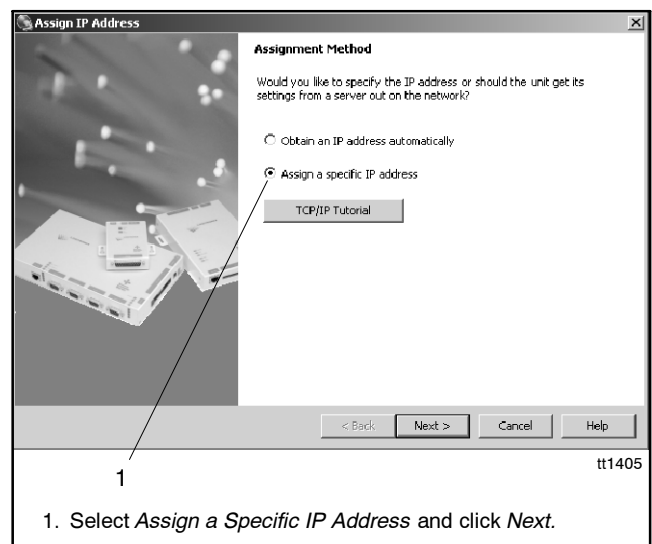 Assign IP Address
Assignment Method
Would you like to specify the IP address or should the unit get its
settings from a server out on the network?
Obtain an IP address automatically
Assign a specific IP address
TCP/IP Tutorial
< Back
Next >
Cancel
Help
1
tt1405
1. Select Assign a Specific IP Address and click Next.